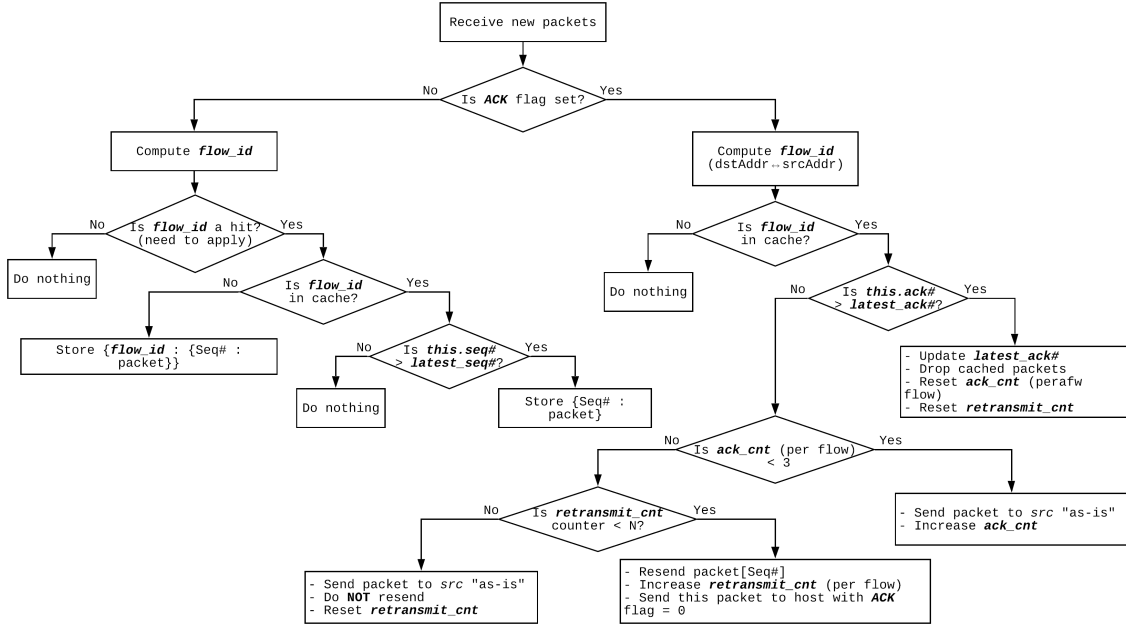 Receive new packets
Is ACK flag set?
No
Yes
Compute flow_id
Compute flow_id
(dstAddr↔srcAddr)
Is flow_id a hit?
(need to apply)
No
Yes
Is flow_id
in cache?
No
Yes
Do nothing
Is flow_id
in cache?
No
Yes
Do nothing
Is this.ack#
> latest_ack#?
No
Yes
Store {flow_id : {Seq# :
packet}}
Is this.seq#
> latest_seq#?
No
Yes
- Update latest_ack#
- Drop cached packets
- Reset ack_cnt (perafw
flow)
- Reset retransmit_cnt
Do nothing
Store {Seq# :
packet}
Is ack_cnt (per flow)
< 3
No
Yes
- Send packet to src "as-is"
- Increase ack_cnt
Is retransmit_cnt
counter < N?
No
Yes
- Send packet to src "as-is"
- Do NOT resend
- Reset retransmit_cnt
- Resend packet[Seq#]
- Increase retransmit_cnt (per flow)
- Send this packet to host with ACK
flag = 0